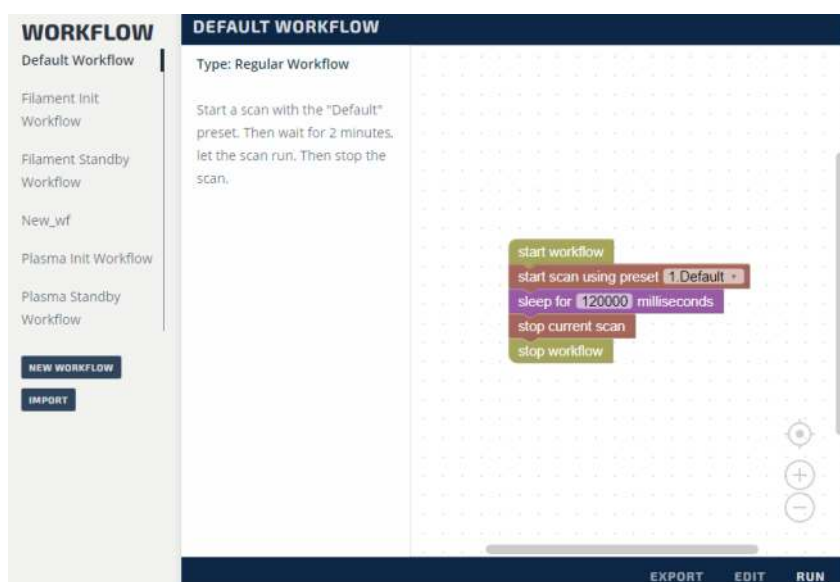 WORKFLOW
Default Workflow
Filament Init
Workflow
Filament Standby
Workflow
New_wf
Plasma Init Workflow
Plasma Standby
Workflow
NEW WORKFLOW
IMPORT
DEFAULT WORKFLOW
Type: Regular Workflow
Start a scan with the "Default"
preset. Then wait for 2 minutes,
let the scan run. Then stop the
scan.
start workflow
start scan using preset 1.Default
sleep for 120000 milliseconds
stop current scan
stop workflow
EXPORT EDIT RUN